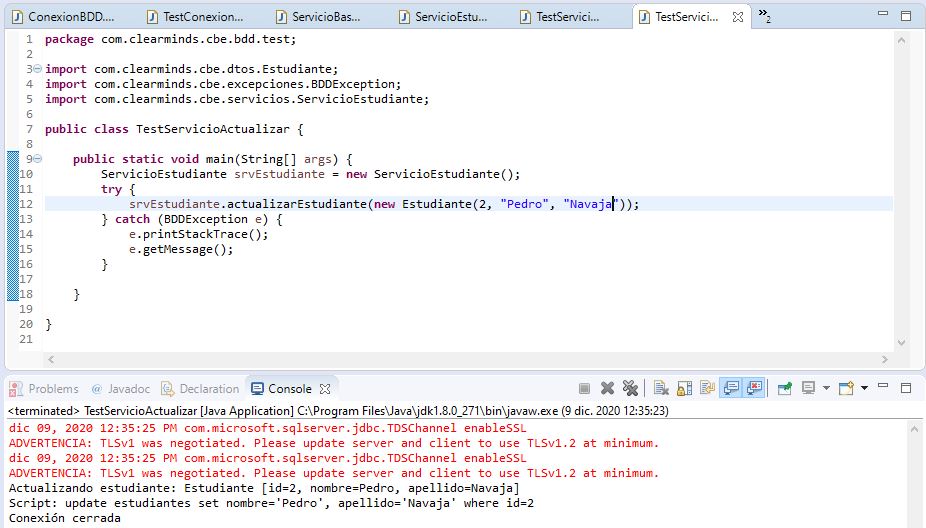 ConexionBDD.... TestConexion... ServicioBas... ServicioEstu... TestServici... TestServici... »2
1 package com.clearminds.cbe.bdd.test;
2
3 import com.clearminds.cbe.dtos.Estudiante;
4 import com.clearminds.cbe.excepciones.BDDException;
5 import com.clearminds.cbe.servicios.ServicioEstudiante;
6
7 public class TestServicioActualizar {
8
9 public static void main(String[] args) {
10 ServicioEstudiante srvEstudiante = new ServicioEstudiante();
11 try {
12 srvEstudiante.actualizarEstudiante(new Estudiante(2, "Pedro", "Navaja"));
13 } catch (BDDException e) {
14 e.printStackTrace();
15 e.getMessage();
16 }
17
18 }
19
20 }
21
Problems @ Javadoc Declaration Console
<terminated> TestServicioActualizar [Java Application] C:\Program Files\Java\jdk1.8.0_271\bin\javaw.exe (9 dic. 2020 12:35:23)
dic 09, 2020 12:35:25 PM com.microsoft.sqlserver.jdbc.TDSChannel enableSSL
ADVERTENCIA: TLSv1 was negotiated. Please update server and client to use TLSv1.2 at minimum.
dic 09, 2020 12:35:25 PM com.microsoft.sqlserver.jdbc.TDSChannel enableSSL
ADVERTENCIA: TLSv1 was negotiated. Please update server and client to use TLSv1.2 at minimum.
Actualizando estudiante: Estudiante [id=2, nombre=Pedro, apellido=Navaja]
Script: update estudiantes set nombre='Pedro', apellido='Navaja' where id=2
Conexión cerrada